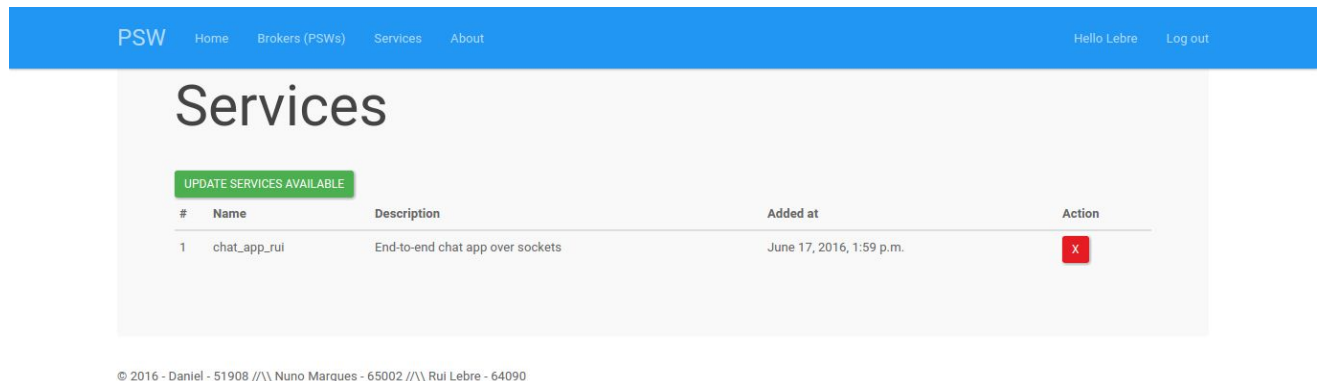 PSW Home Brokers (PSWs) Services About Hello Lebre Log out
Services
UPDATE SERVICES AVAILABLE
# Name Description Added at Action
1 chat_app_rui End-to-end chat app over sockets June 17, 2016, 1:59 p.m. X
© 2016 - Daniel - 51908 //\\ Nuno Marques - 65002 //\\ Rui Lebre - 64090